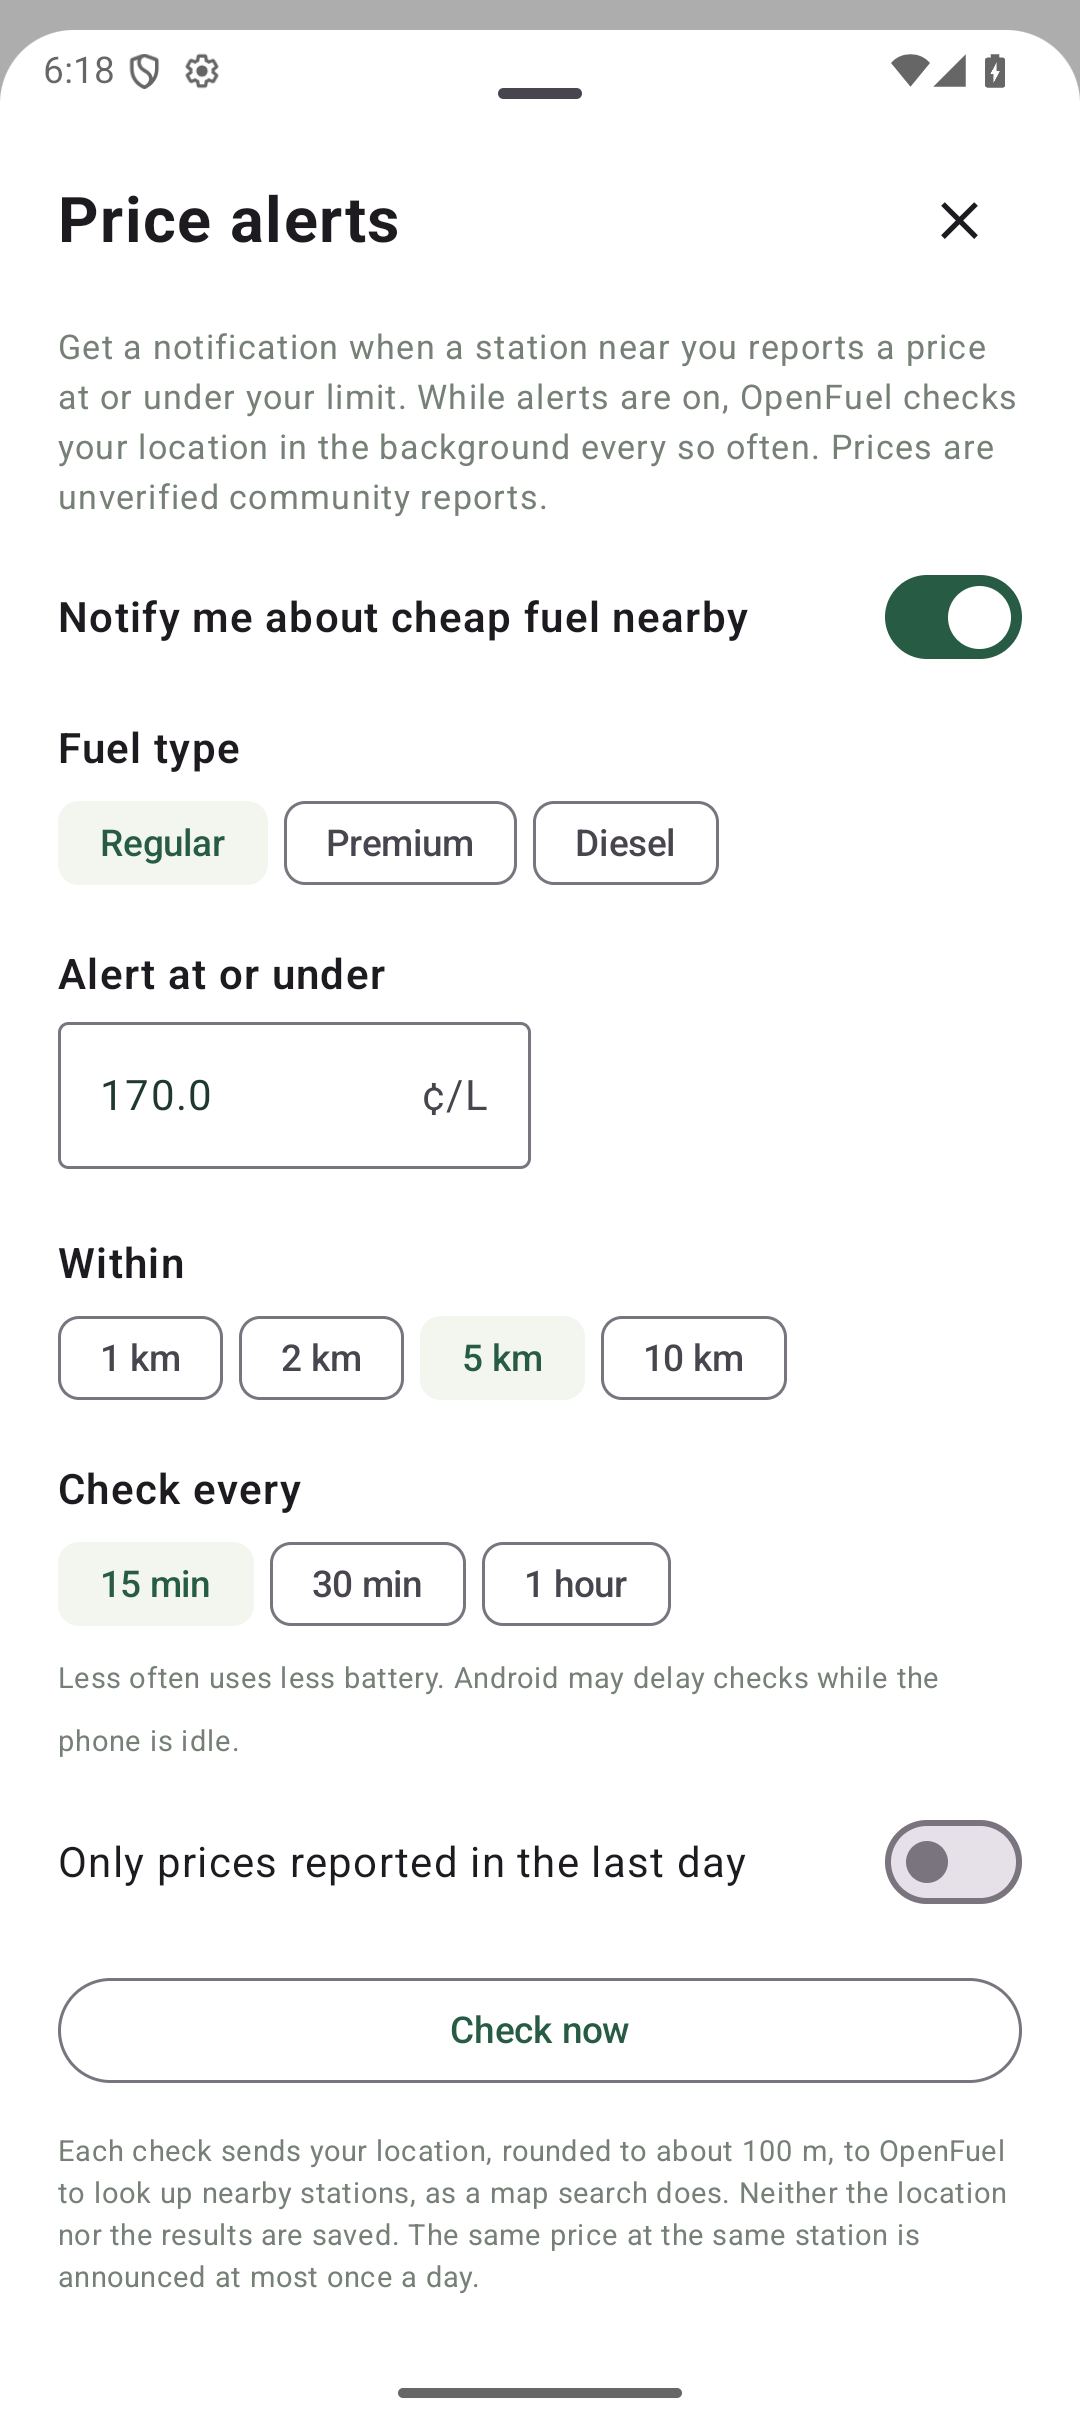 6:18
Price alerts
Get a notification when a station near you reports a price
at or under your limit. While alerts are on, OpenFuel checks
your location in the background every so often. Prices are
unverified community reports.
Notify me about cheap fuel nearby
Fuel type
Regular Premium Diesel
Alert at or under
170.0 ¢/L
Within
1 km 2 km 5 km 10 km
Check every
15 min 30 min 1 hour
Less often uses less battery. Android may delay checks while the
phone is idle.
Only prices reported in the last day
Check now
Each check sends your location, rounded to about 100 m, to OpenFuel
to look up nearby stations, as a map search does. Neither the location
nor the results are saved. The same price at the same station is
announced at most once a day.